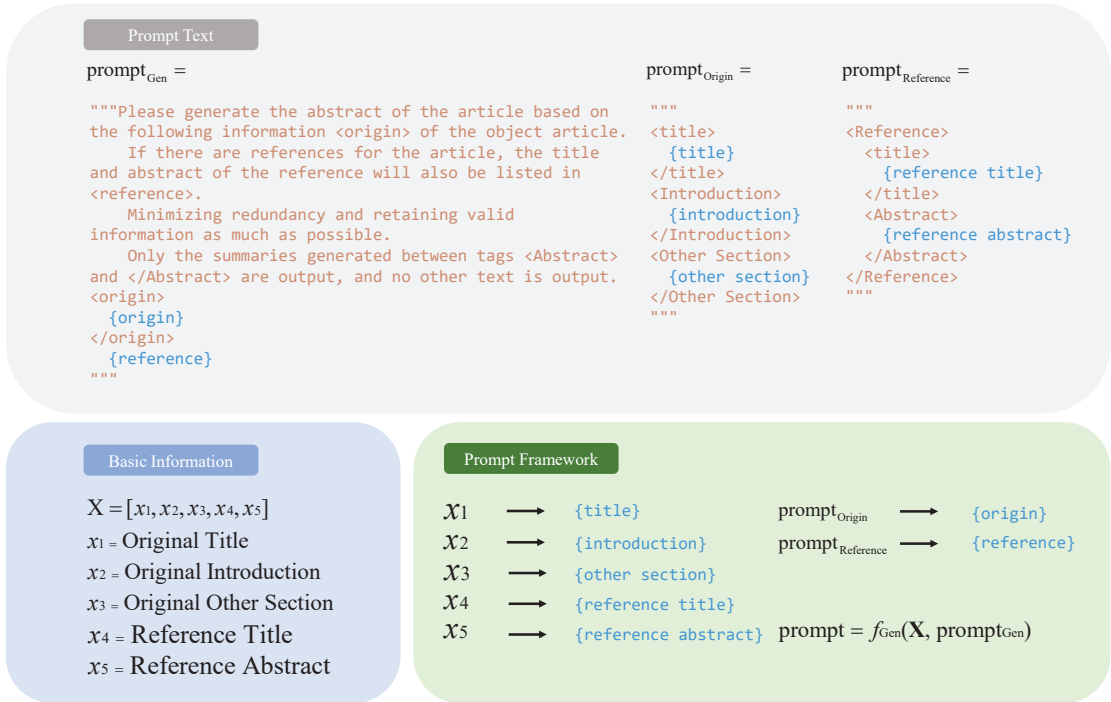 Prompt Text
prompt_Gen =
"""Please generate the abstract of the article based on
the following information <origin> of the object article.
If there are references for the article, the title
and abstract of the reference will also be listed in
<reference>.
Minimizing redundancy and retaining valid
information as much as possible.
Only the summaries generated between tags <Abstract>
and </Abstract> are output, and no other text is output.
<origin>
{origin}
</origin>
{reference}
"""
prompt_Origin =
"""
<title>
{title}
</title>
<Introduction>
{introduction}
</Introduction>
<Other Section>
{other section}
</Other Section>
"""
prompt_Reference =
"""
<Reference>
<title>
{reference title}
</title>
<Abstract>
{reference abstract}
</Abstract>
</Reference>
"""
Basic Information
X = [x1, x2, x3, x4, x5]
x1 = Original Title
x2 = Original Introduction
x3 = Original Other Section
x4 = Reference Title
x5 = Reference Abstract
Prompt Framework
x1 → {title}
x2 → {introduction}
x3 → {other section}
x4 → {reference title}
x5 → {reference abstract}
prompt_Origin → {origin}
prompt_Reference → {reference}
prompt = f_Gen(X, prompt_Gen)